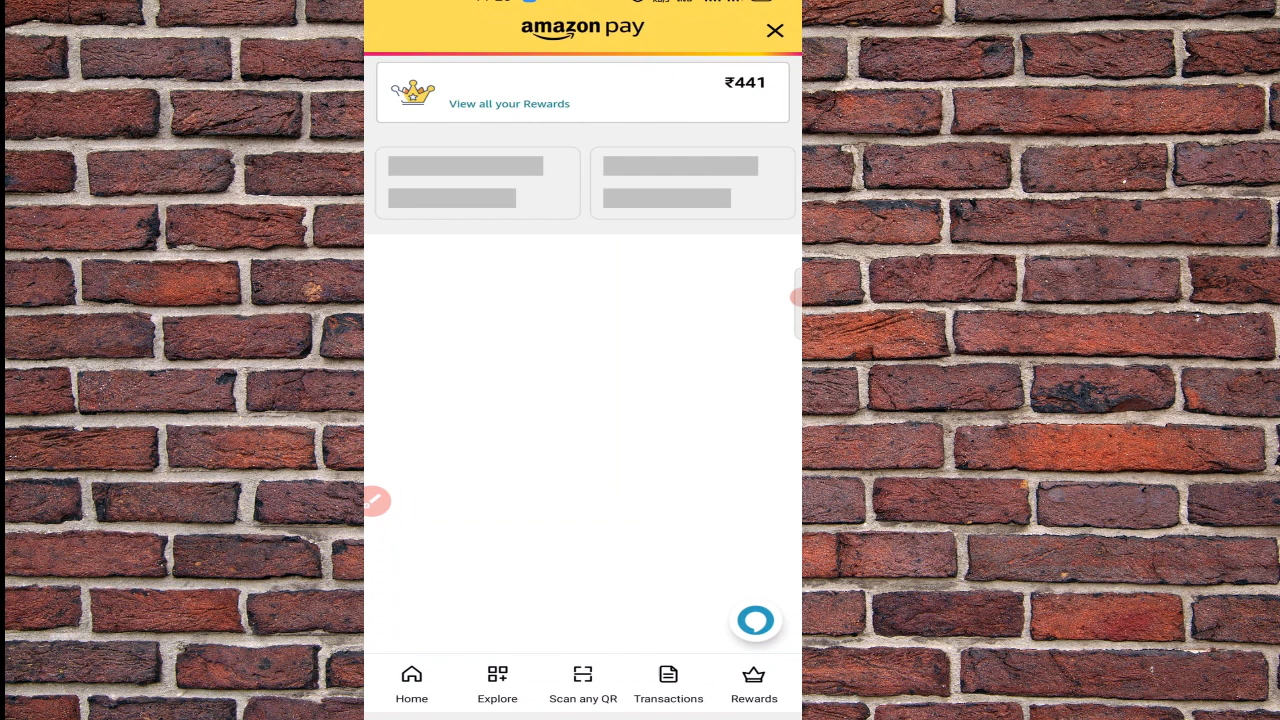 amazon pay
₹441
View all your Rewards
Home
Explore
Scan any QR
Transactions
Rewards